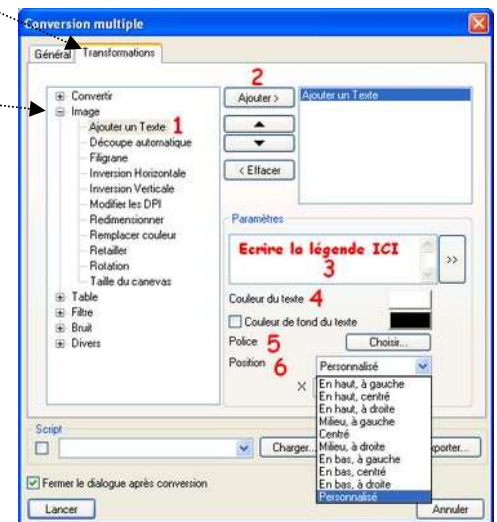 Conversion multiple
Général
Transformations
Convertir
Image
Ajouter un Texte 1
Découpe automatique
Filigrane
Inversion Horizontale
Inversion Verticale
Modifier les DPI
Redimensionner
Remplacer couleur
Retailler
Rotation
Taille du canevas
Table
Filtre
Bruit
Divers
2
Ajouter >
< Effacer
Ajouter un Texte
Paramètres
Ecrire la légende ICI
3
>>
Couleur du texte 4
Couleur de fond du texte
Police 5
Choisir...
Position 6
Personnalisé
X
En haut, à gauche
En haut, centré
En haut, à droite
Milieu, à gauche
Centré
Milieu, à droite
En bas, à gauche
En bas, centré
En bas, à droite
Personnalisé
Script
Charger...
porter...
Fermer le dialogue après conversion
Lancer
Annuler